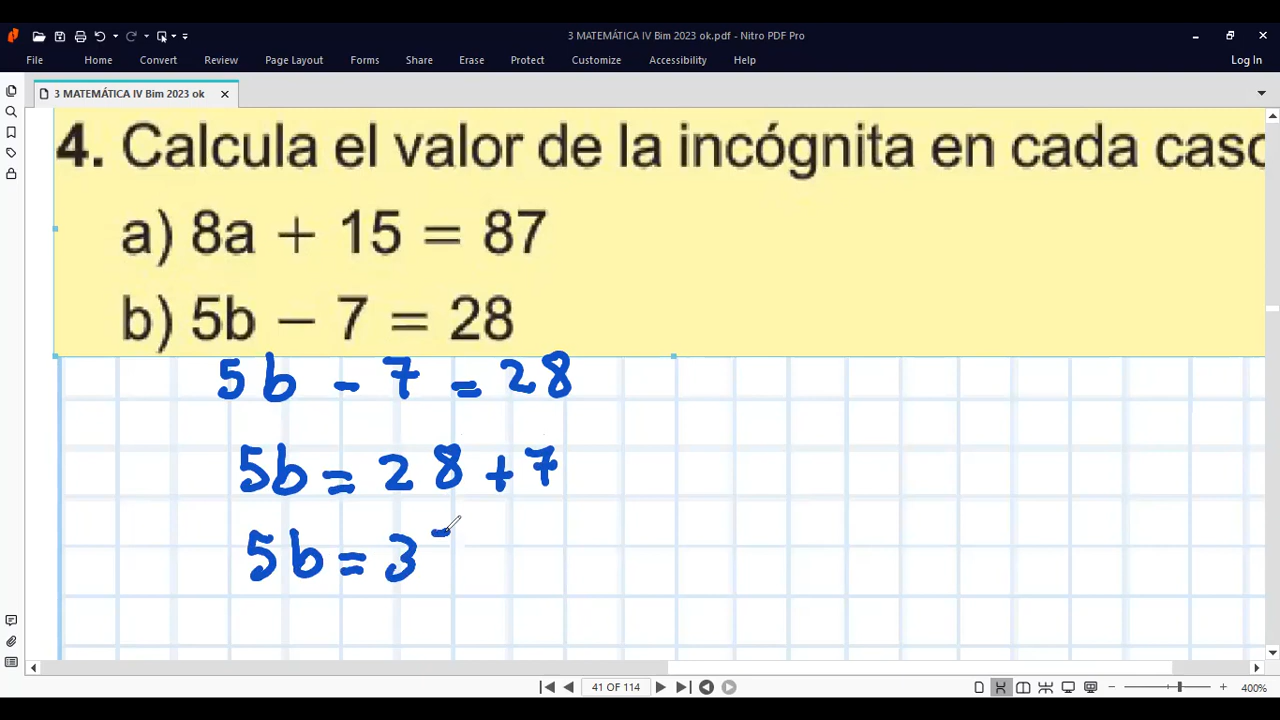 3 MATEMÁTICA IV Bim 2023 ok.pdf - Nitro PDF Pro
File Home Convert Review Page Layout Forms Share Erase Protect Customize Accessibility Help Log In
3 MATEMÁTICA IV Bim 2023 ok
4. Calcula el valor de la incógnita en cada caso
a) 8a + 15 = 87
b) 5b - 7 = 28
5b - 7 = 28
5b = 28 + 7
5b = 3
41 OF 114
400%